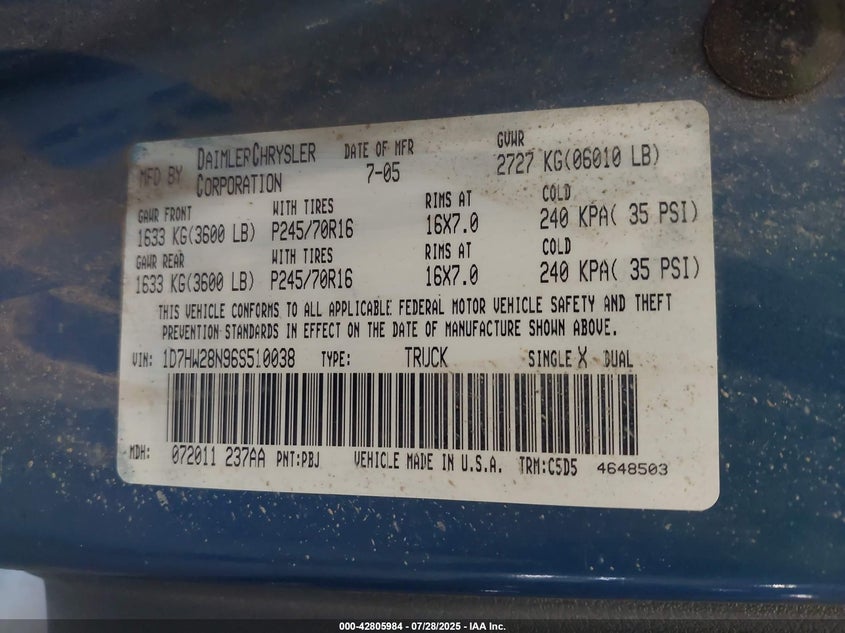 MFD BY DAIMLERCHRYSLER CORPORATION DATE OF MFR 7-05 GVWR 2727 KG(06010 LB)
GAWR FRONT WITH TIRES RIMS AT COLD
1633 KG(3600 LB) P245/70R16 16X7.0 240 KPA( 35 PSI)
GAWR REAR WITH TIRES RIMS AT COLD
1633 KG(3600 LB) P245/70R16 16X7.0 240 KPA( 35 PSI)
THIS VEHICLE CONFORMS TO ALL APPLICABLE FEDERAL MOTOR VEHICLE SAFETY AND THEFT
PREVENTION STANDARDS IN EFFECT ON THE DATE OF MANUFACTURE SHOWN ABOVE.
VIN: 1D7HW28N96S510038 TYPE: TRUCK SINGLE X DUAL
MDH: 072011 237AA PNT:PBJ VEHICLE MADE IN U.S.A. TRM:C5D5 4648503
000-42805984 / 07/28/2025 - IAA Inc.